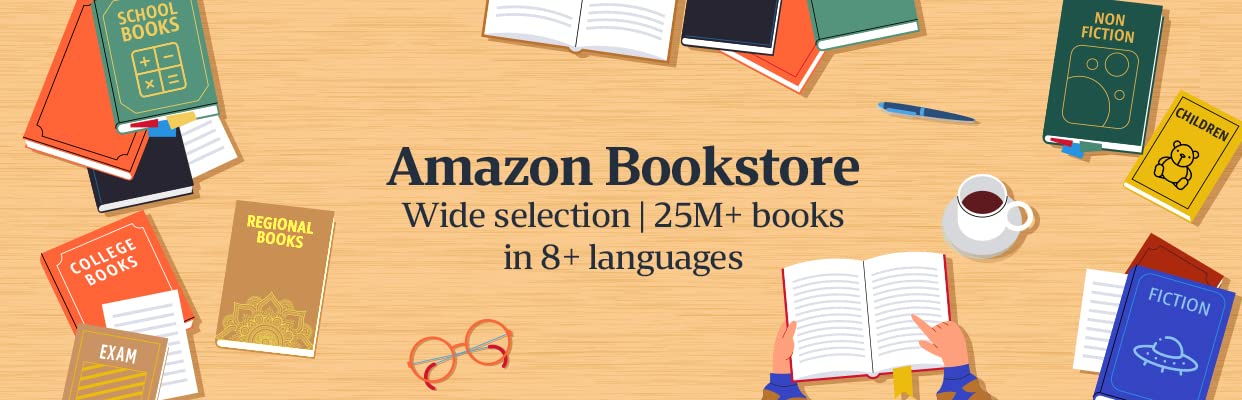 SCHOOL
BOOKS
NON
FICTION
CHILDREN
Amazon Bookstore
Wide selection | 25M+ books
in 8+ languages
REGIONAL
BOOKS
COLLEGE
BOOKS
FICTION
EXAM